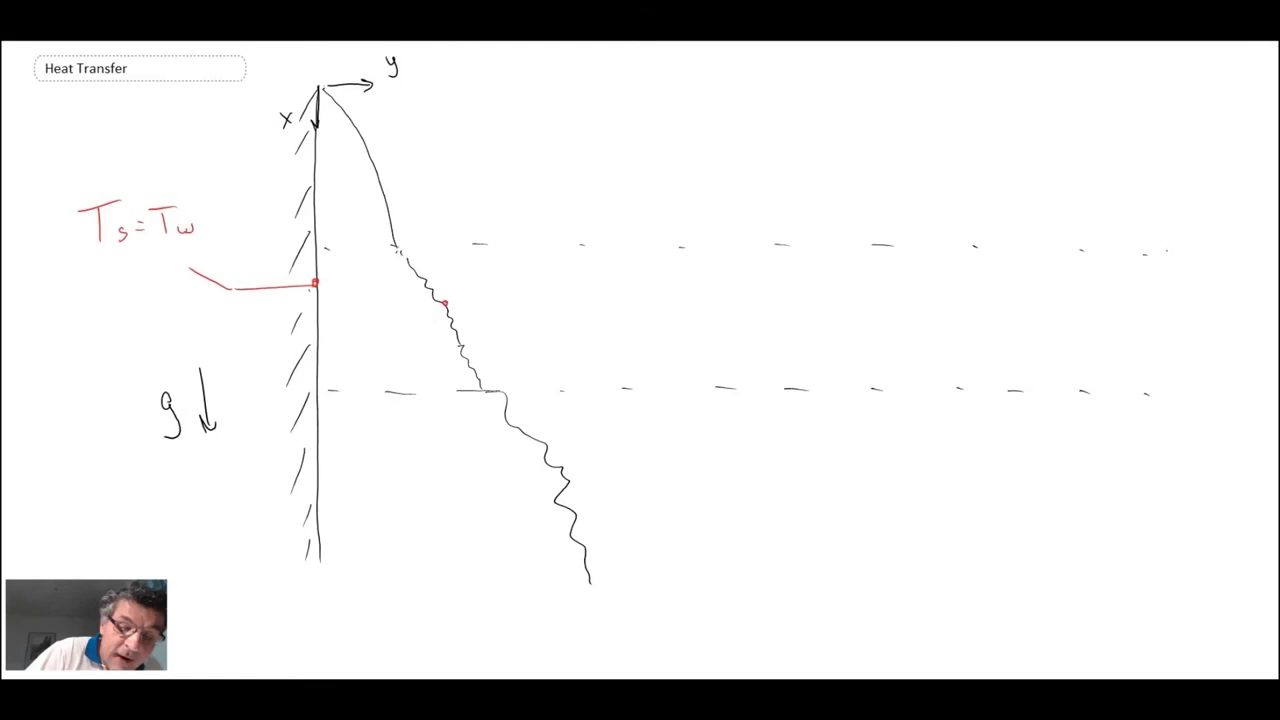 Heat Transfer
y
x
Ts = Tw
g